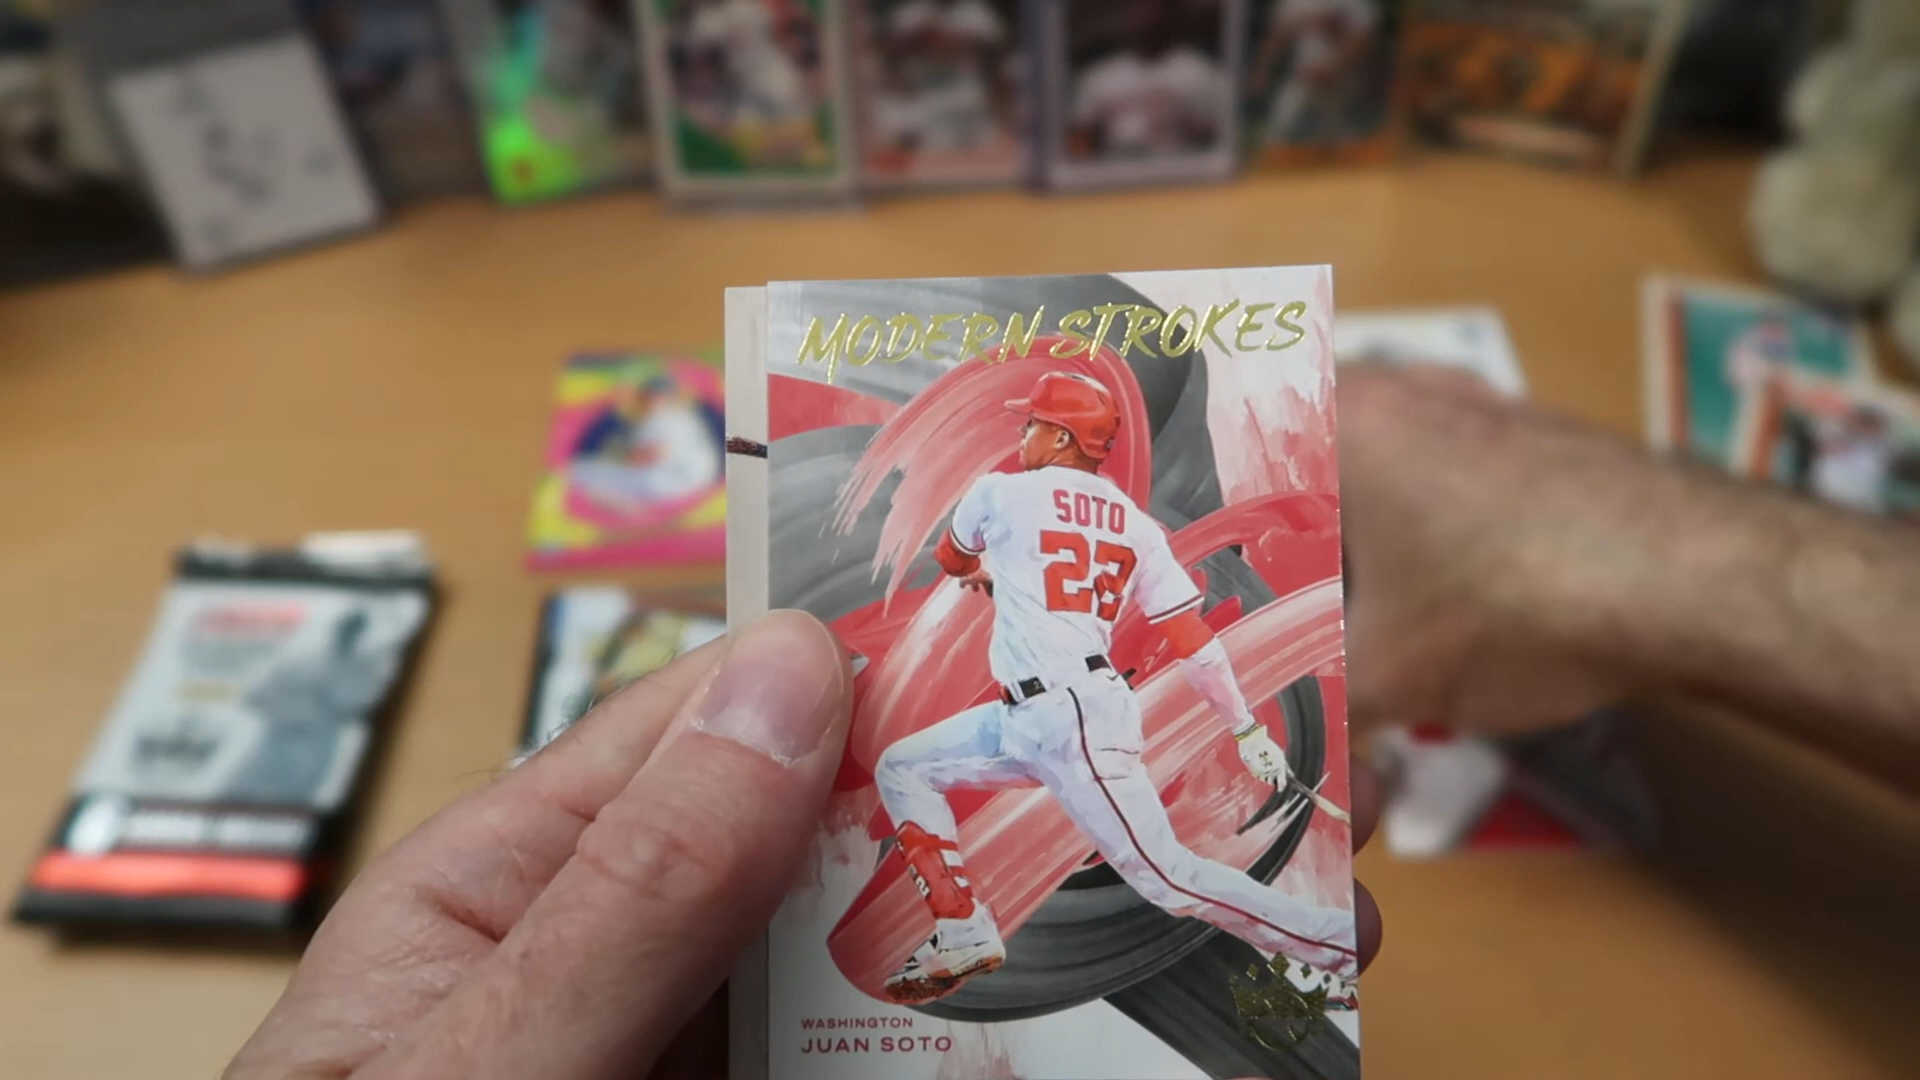 MODERN STROKES
SOTO
22
WASHINGTON
JUAN SOTO